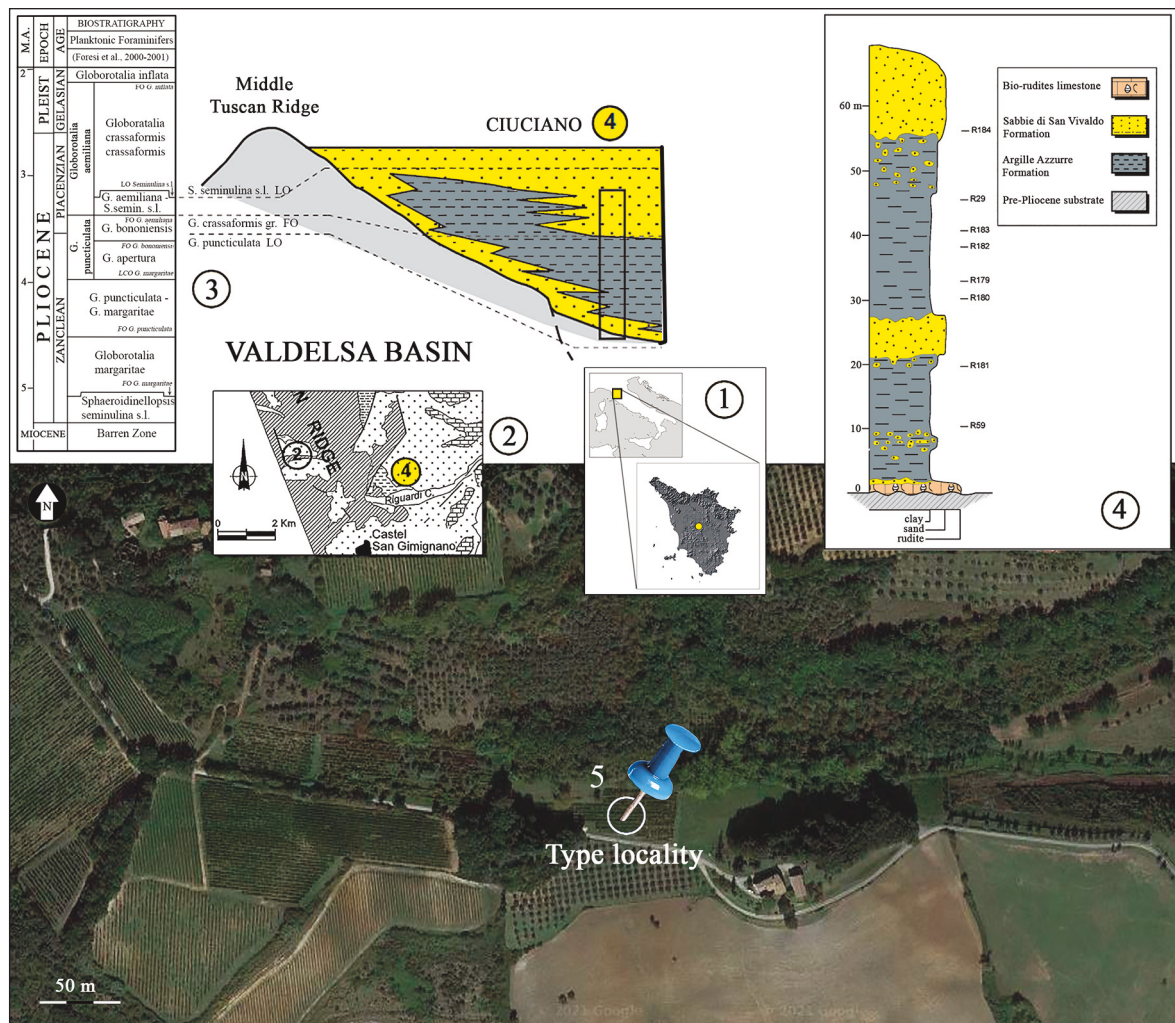 M.A.
EPOCH
AGE
BIOSTRATIGRAPHY
Planktonic Foraminifers
(Foresi et al., 2000-2001)
2
PLEIST
GELASIAN
Globorotalia inflata
FO G. inflata
Globorotalia
aemiliana
Globoratalia
crassaformis
crassaformis
3
PLIOCENE
PIACENZIAN
LO Seminulina s.l.
G. aemiliana -
S.semin. s.l.
FO G. aemiliana
G.
puncticulata
G. bononiensis
FO G. bononiensis
G. apertura
LCO G. margaritae
4
ZANCLEAN
G. puncticulata -
G. margaritae
FO G. puncticulata
Globorotalia
margaritae
FO G. margaritae
5
Sphaeroidinellopsis
seminulina s.l.
MIOCENE
Barren Zone
Middle
Tuscan Ridge
CIUCIANO 4
S. seminulina s.l. LO
G. crassaformis gr. FO
G. puncticulata LO
3
VALDELSA BASIN
N RIDGE
2
4
N
Riguardi C.
0 2 Km
Castel
San Gimignano
2
1
60 m
50
40
30
20
10
0
R184
R29
R183
R182
R179
R180
R181
R59
clay
sand
rudite
Bio-rudites limestone
Sabbie di San Vivaldo
Formation
Argille Azzurre
Formation
Pre-Pliocene substrate
4
N
5
Type locality
50 m
© 2021 Google